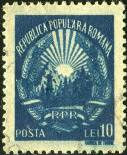 REPUBLICA POPULARA ROMANA
RPR
POSTA LEI 10